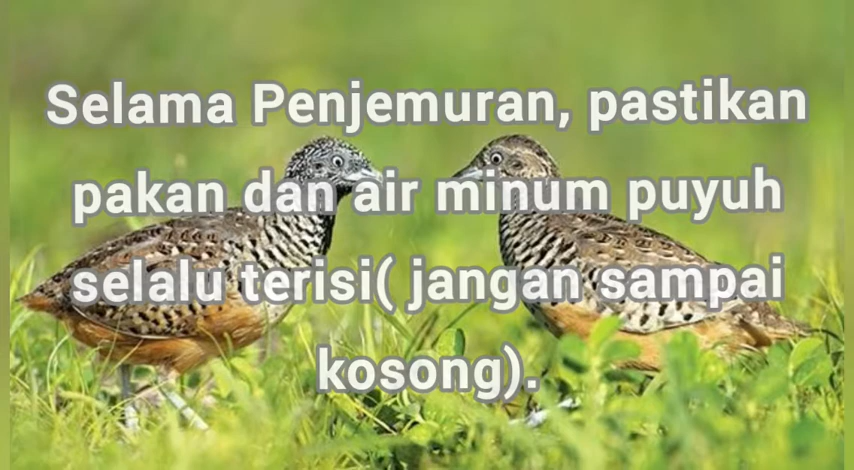 Selama Penjemuran, pastikan
pakan dan air minum puyuh
selalu terisi( jangan sampai
kosong).